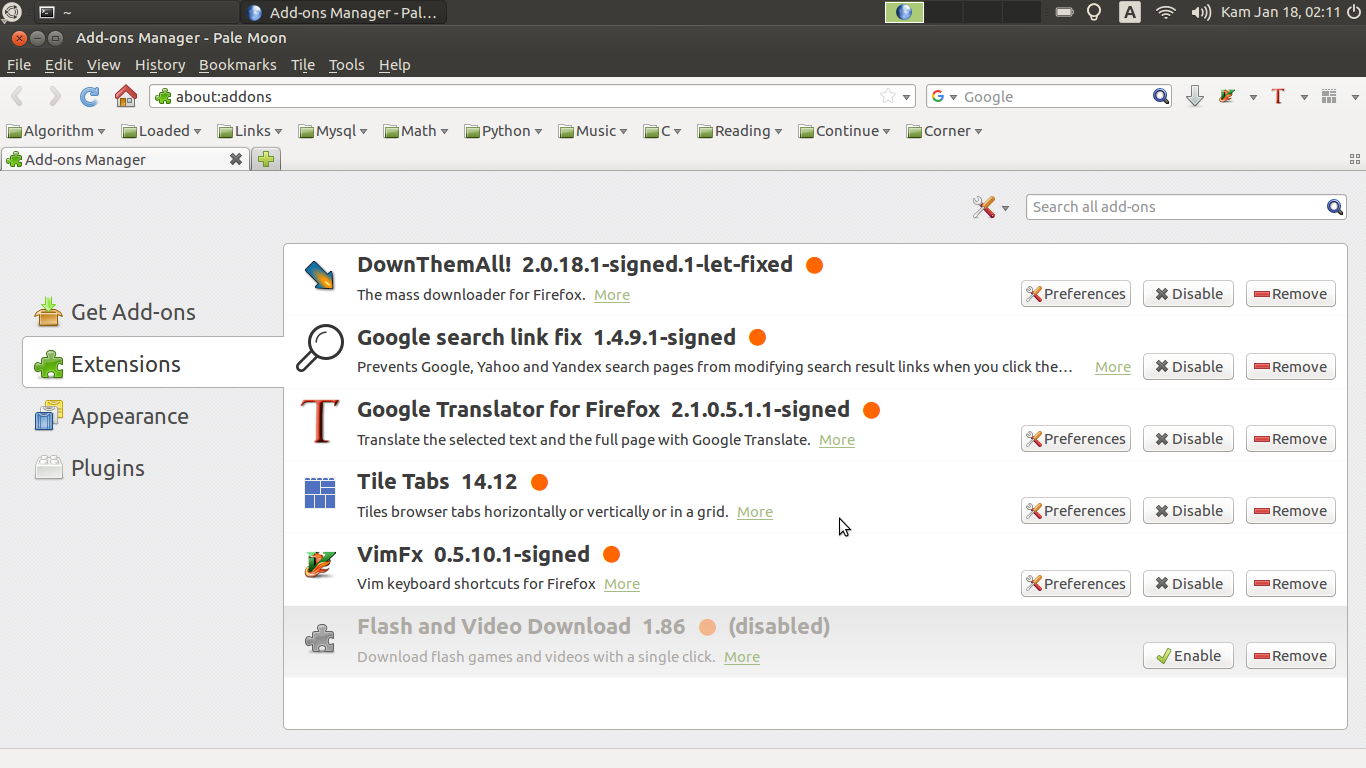 ~
Add-ons Manager - Pal...
A
Kam Jan 18, 02:11
Add-ons Manager - Pale Moon
File Edit View History Bookmarks Tile Tools Help
about:addons
Google
T
Algorithm Loaded Links Mysql Math Python Music C Reading Continue Corner
Add-ons Manager
Search all add-ons
Get Add-ons
Extensions
Appearance
Plugins
DownThemAll! 2.0.18.1-signed.1-let-fixed
The mass downloader for Firefox. More
Preferences Disable Remove
Google search link fix 1.4.9.1-signed
Prevents Google, Yahoo and Yandex search pages from modifying search result links when you click the... More
Disable Remove
T
Google Translator for Firefox 2.1.0.5.1.1-signed
Translate the selected text and the full page with Google Translate. More
Preferences Disable Remove
Tile Tabs 14.12
Tiles browser tabs horizontally or vertically or in a grid. More
Preferences Disable Remove
VimFx 0.5.10.1-signed
Vim keyboard shortcuts for Firefox More
Preferences Disable Remove
Flash and Video Download 1.86 (disabled)
Download flash games and videos with a single click. More
Enable Remove